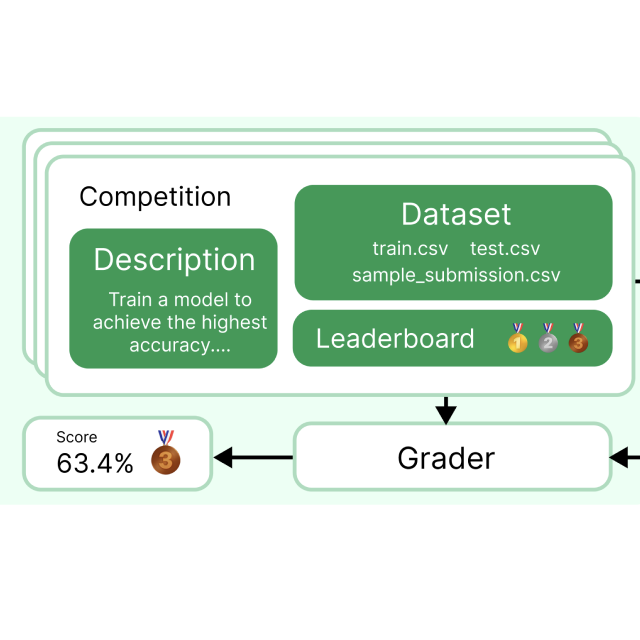 Competition
Description
Train a model to
achieve the highest
accuracy....
Dataset
train.csv test.csv
sample_submission.csv
Leaderboard 1 2 3
Score
63.4% 3
Grader